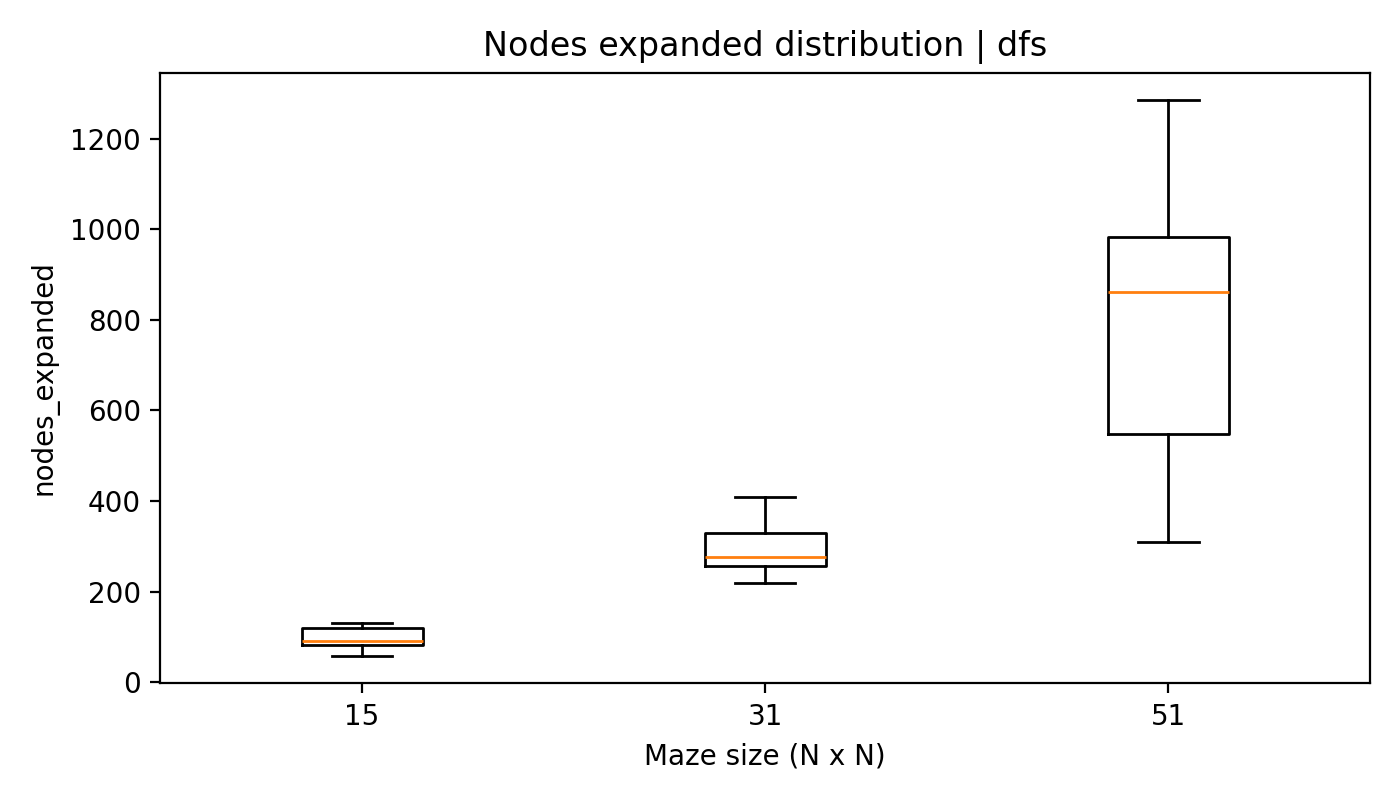 Nodes expanded distribution | dfs
nodes_expanded
1200
1000
800
600
400
200
0
15 31 51
Maze size (N x N)